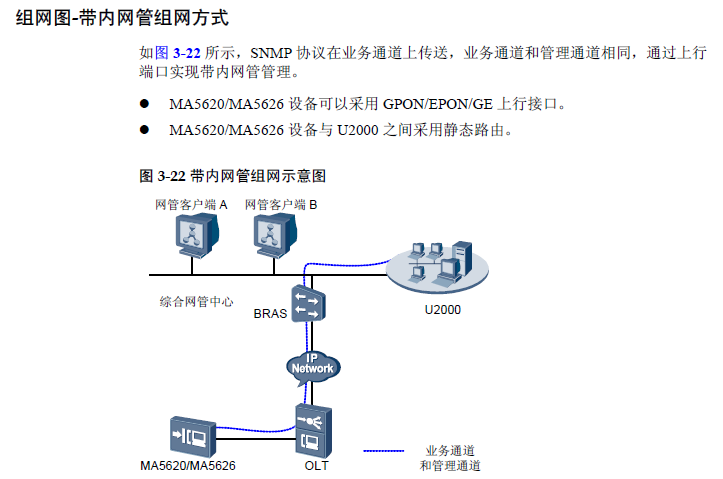 组网图-带内网管组网方式
如图 3-22 所示，SNMP 协议在业务通道上传送，业务通道和管理通道相同，通过上行
端口实现带内网管管理。
● MA5620/MA5626 设备可以采用 GPON/EPON/GE 上行接口。
● MA5620/MA5626 设备与 U2000 之间采用静态路由。
图 3-22 带内网管组网示意图
网管客户端 A 网管客户端 B
综合网管中心
BRAS
U2000
IP
Network
MA5620/MA5626
OLT
业务通道
和管理通道